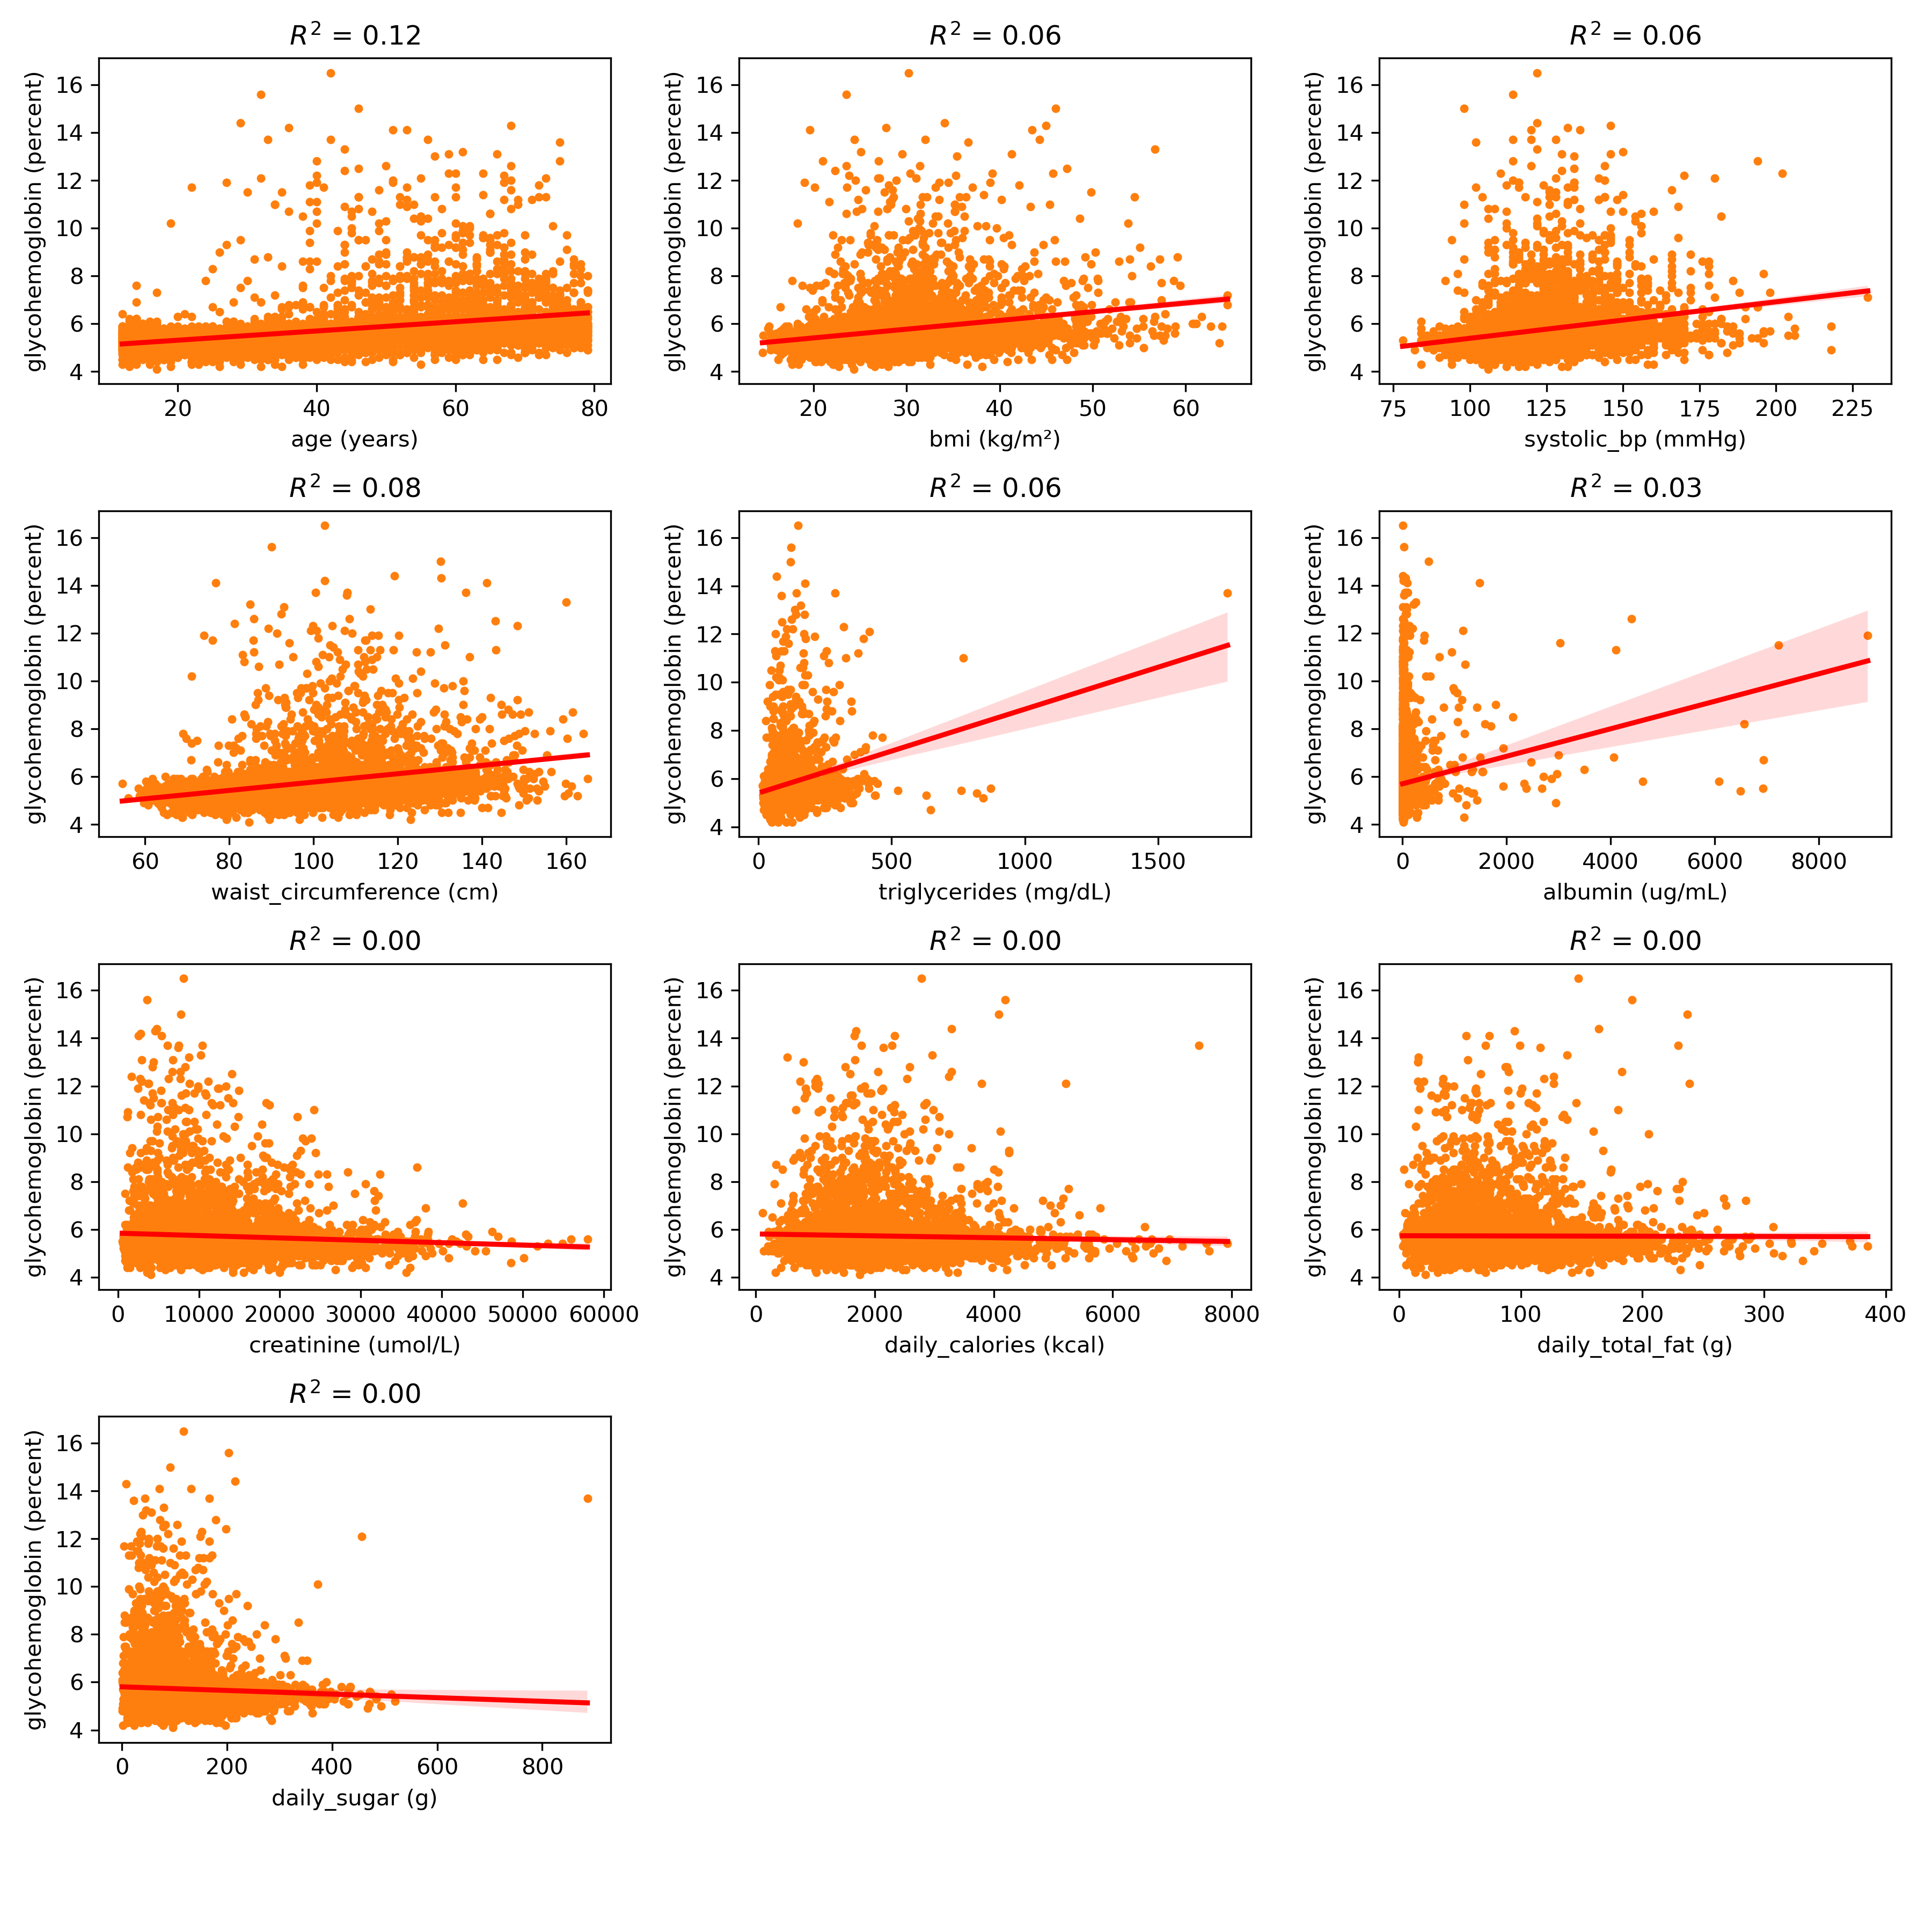 R² = 0.12
glycohemoglobin (percent)
16
14
12
10
8
6
4
20 40 60 80
age (years)
R² = 0.06
glycohemoglobin (percent)
16
14
12
10
8
6
4
20 30 40 50 60
bmi (kg/m²)
R² = 0.06
glycohemoglobin (percent)
16
14
12
10
8
6
4
75 100 125 150 175 200 225
systolic_bp (mmHg)
R² = 0.08
glycohemoglobin (percent)
16
14
12
10
8
6
4
60 80 100 120 140 160
waist_circumference (cm)
R² = 0.06
glycohemoglobin (percent)
16
14
12
10
8
6
4
0 500 1000 1500
triglycerides (mg/dL)
R² = 0.03
glycohemoglobin (percent)
16
14
12
10
8
6
4
0 2000 4000 6000 8000
albumin (ug/mL)
R² = 0.00
glycohemoglobin (percent)
16
14
12
10
8
6
4
0 10000 20000 30000 40000 50000 60000
creatinine (umol/L)
R² = 0.00
glycohemoglobin (percent)
16
14
12
10
8
6
4
0 2000 4000 6000 8000
daily_calories (kcal)
R² = 0.00
glycohemoglobin (percent)
16
14
12
10
8
6
4
0 100 200 300 400
daily_total_fat (g)
R² = 0.00
glycohemoglobin (percent)
16
14
12
10
8
6
4
0 200 400 600 800
daily_sugar (g)